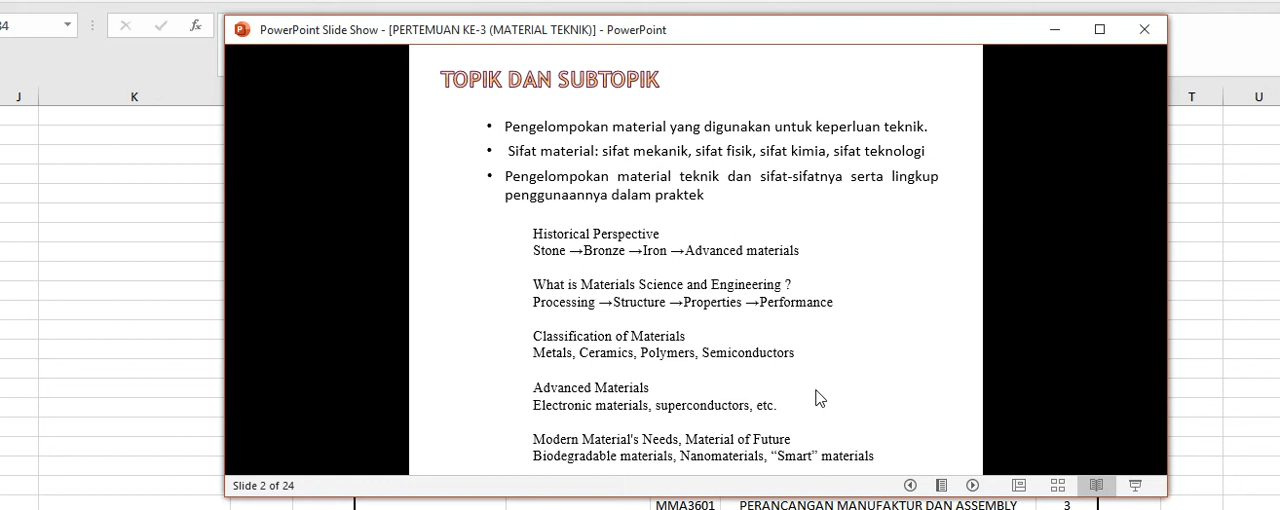 34
PowerPoint Slide Show - [PERTEMUAN KE-3 (MATERIAL TEKNIK)] - PowerPoint
J K T U
TOPIK DAN SUBTOPIK
• Pengelompokan material yang digunakan untuk keperluan teknik.
• Sifat material: sifat mekanik, sifat fisik, sifat kimia, sifat teknologi
• Pengelompokan material teknik dan sifat-sifatnya serta lingkup
penggunaannya dalam praktek
Historical Perspective
Stone →Bronze →Iron →Advanced materials
What is Materials Science and Engineering ?
Processing →Structure →Properties →Performance
Classification of Materials
Metals, Ceramics, Polymers, Semiconductors
Advanced Materials
Electronic materials, superconductors, etc.
Modern Material's Needs, Material of Future
Biodegradable materials, Nanomaterials, “Smart” materials
Slide 2 of 24
MMA3601 PERANCANGAN MANUFAKTUR DAN ASSEMBLY 3